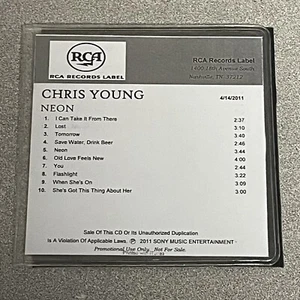 RCA
RCA RECORDS LABEL
RCA Records Label
1400 18th Avenue South
Nashville, TN 37212
CHRIS YOUNG
4/14/2011
NEON
1. I Can Take It From There 2:37
2. Lost 3:10
3. Tomorrow 3:40
4. Save Water, Drink Beer 2:46
5. Neon 3:44
6. Old Love Feels New 4:00
7. You 2:44
8. Flashlight 3:22
9. When She's On 3:09
10. She's Got This Thing About Her 3:00
Sale Of This CD Or Its Unauthorized Duplication
Is A Violation Of Applicable Laws. ℗ 2011 SONY MUSIC ENTERTAINMENT
Promotional Use Only. Not For Sale.